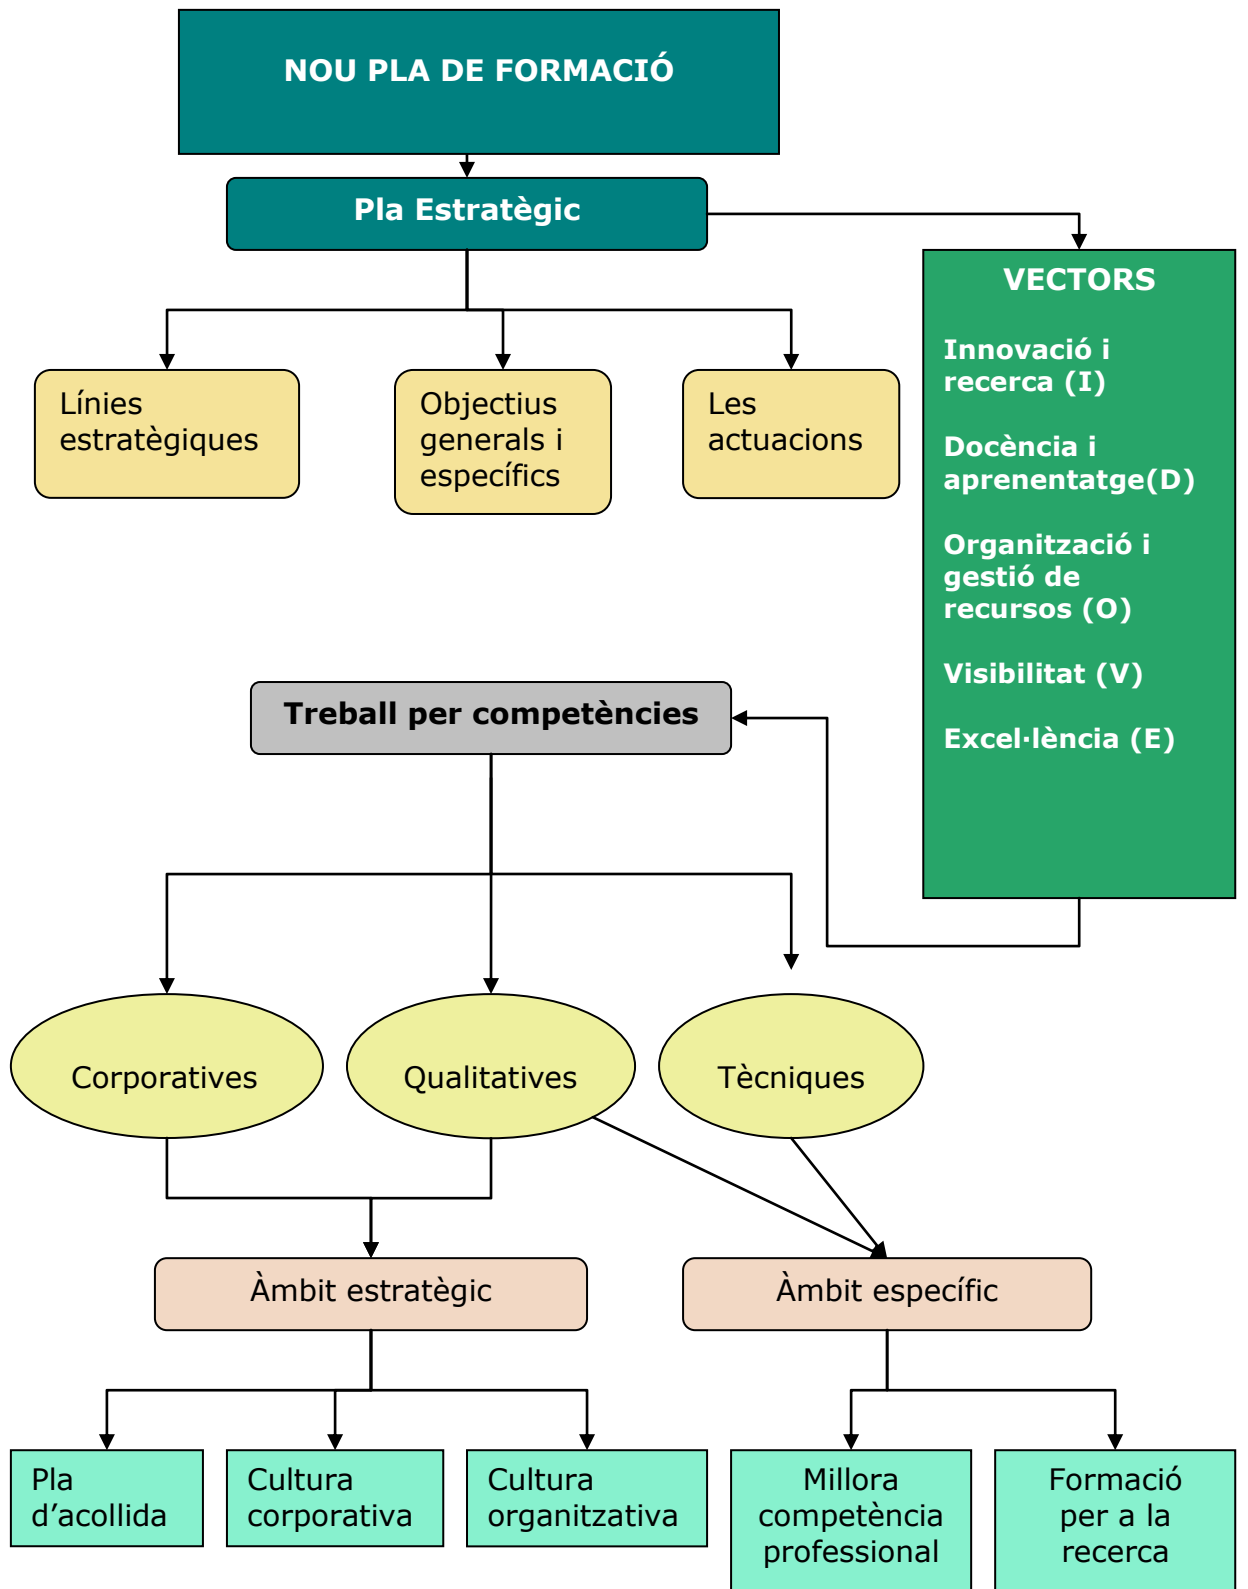 NOU PLA DE FORMACIÓ
Pla Estratègic
VECTORS
Innovació i
recerca (I)
Docència i
aprenentatge(D)
Organització i
gestió de
recursos (O)
Visibilitat (V)
Excel·lència (E)
Línies
estratègiques
Objectius
generals i
específics
Les
actuacions
Treball per competències
Corporatives
Qualitatives
Tècniques
Àmbit estratègic
Àmbit específic
Pla
d’acollida
Cultura
corporativa
Cultura
organitzativa
Millora
competència
professional
Formació
per a la
recerca